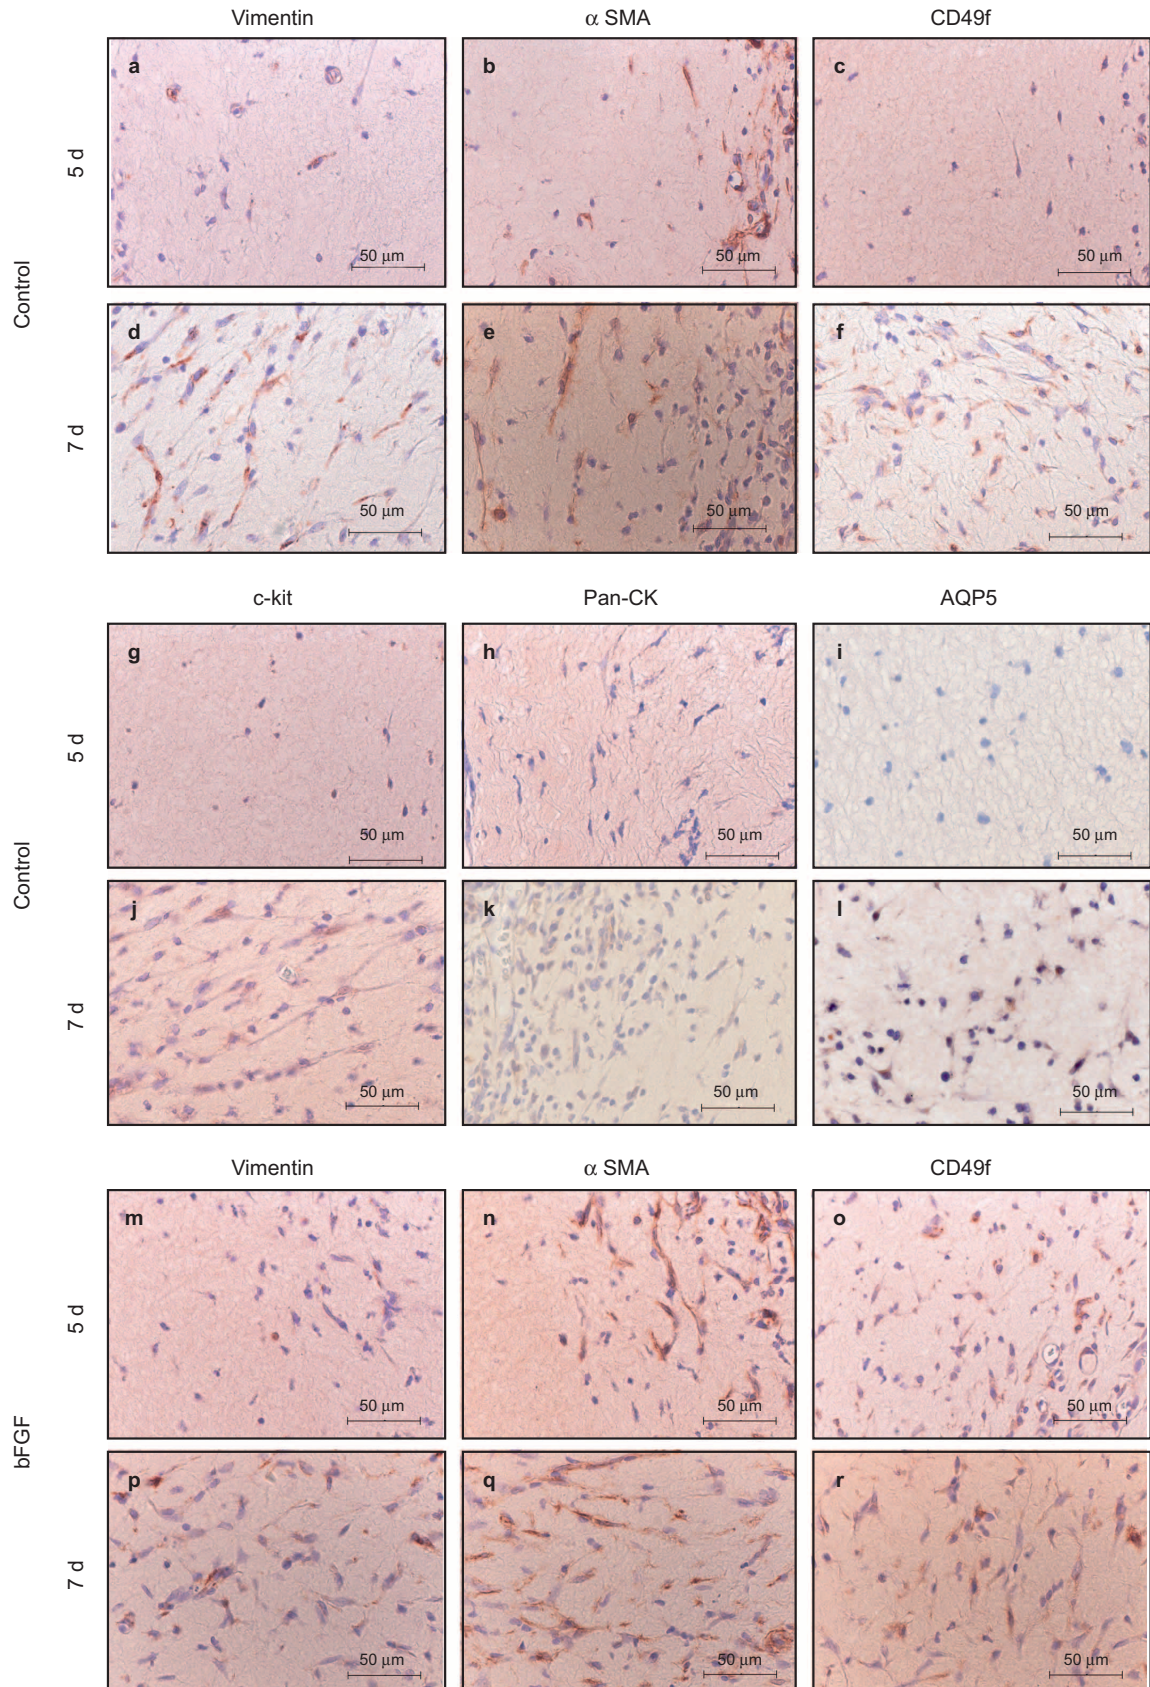 Vimentin α SMA CD49f
Control
5 d
a 50 µm
b 50 µm
c 50 µm
7 d
d 50 µm
e 50 µm
f 50 µm
c-kit Pan-CK AQP5
Control
5 d
g 50 µm
h 50 µm
i 50 µm
7 d
j 50 µm
k 50 µm
l 50 µm
Vimentin α SMA CD49f
bFGF
5 d
m 50 µm
n 50 µm
o 50 µm
7 d
p 50 µm
q 50 µm
r 50 µm